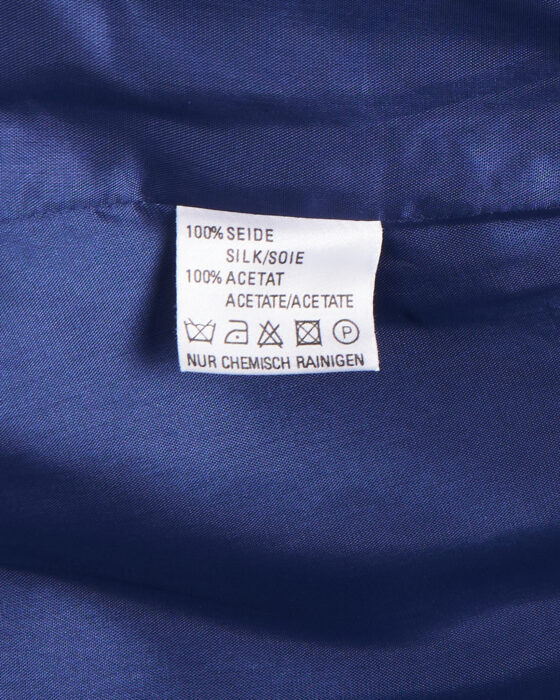 100% SEIDE
SILK/SOIE
100% ACETAT
ACETATE/ACETATE
P
NUR CHEMISCH RAINIGEN